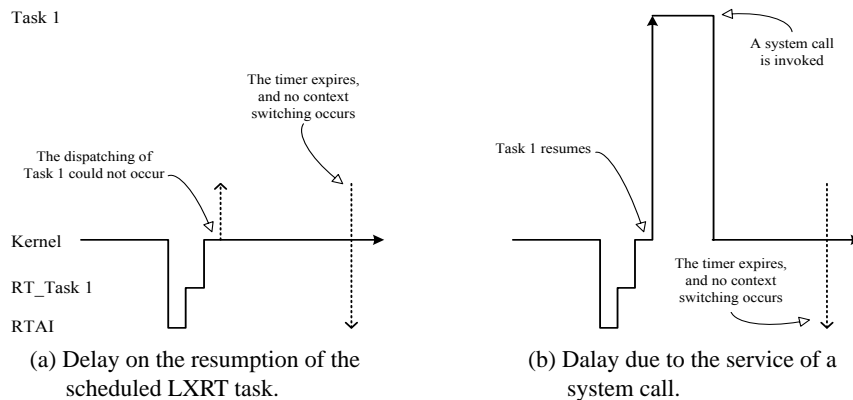 Task 1
The timer expires,
and no context
switching occurs
The dispatching of
Task 1 could not occur
Kernel
RT_Task 1
RTAI
(a) Delay on the resumption of the
scheduled LXRT task.
A system call
is invoked
Task 1 resumes
The timer expires,
and no context
switching occurs
(b) Dalay due to the service of a
system call.